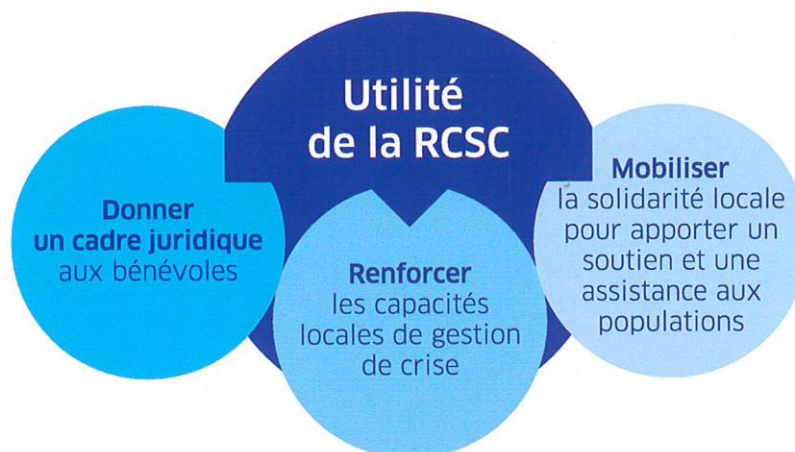 Utilité
de la RCSC
Donner
un cadre juridique
aux bénévoles
Renforcer
les capacités
locales de gestion
de crise
Mobiliser
la solidarité locale
pour apporter un
soutien et une
assistance aux
populations